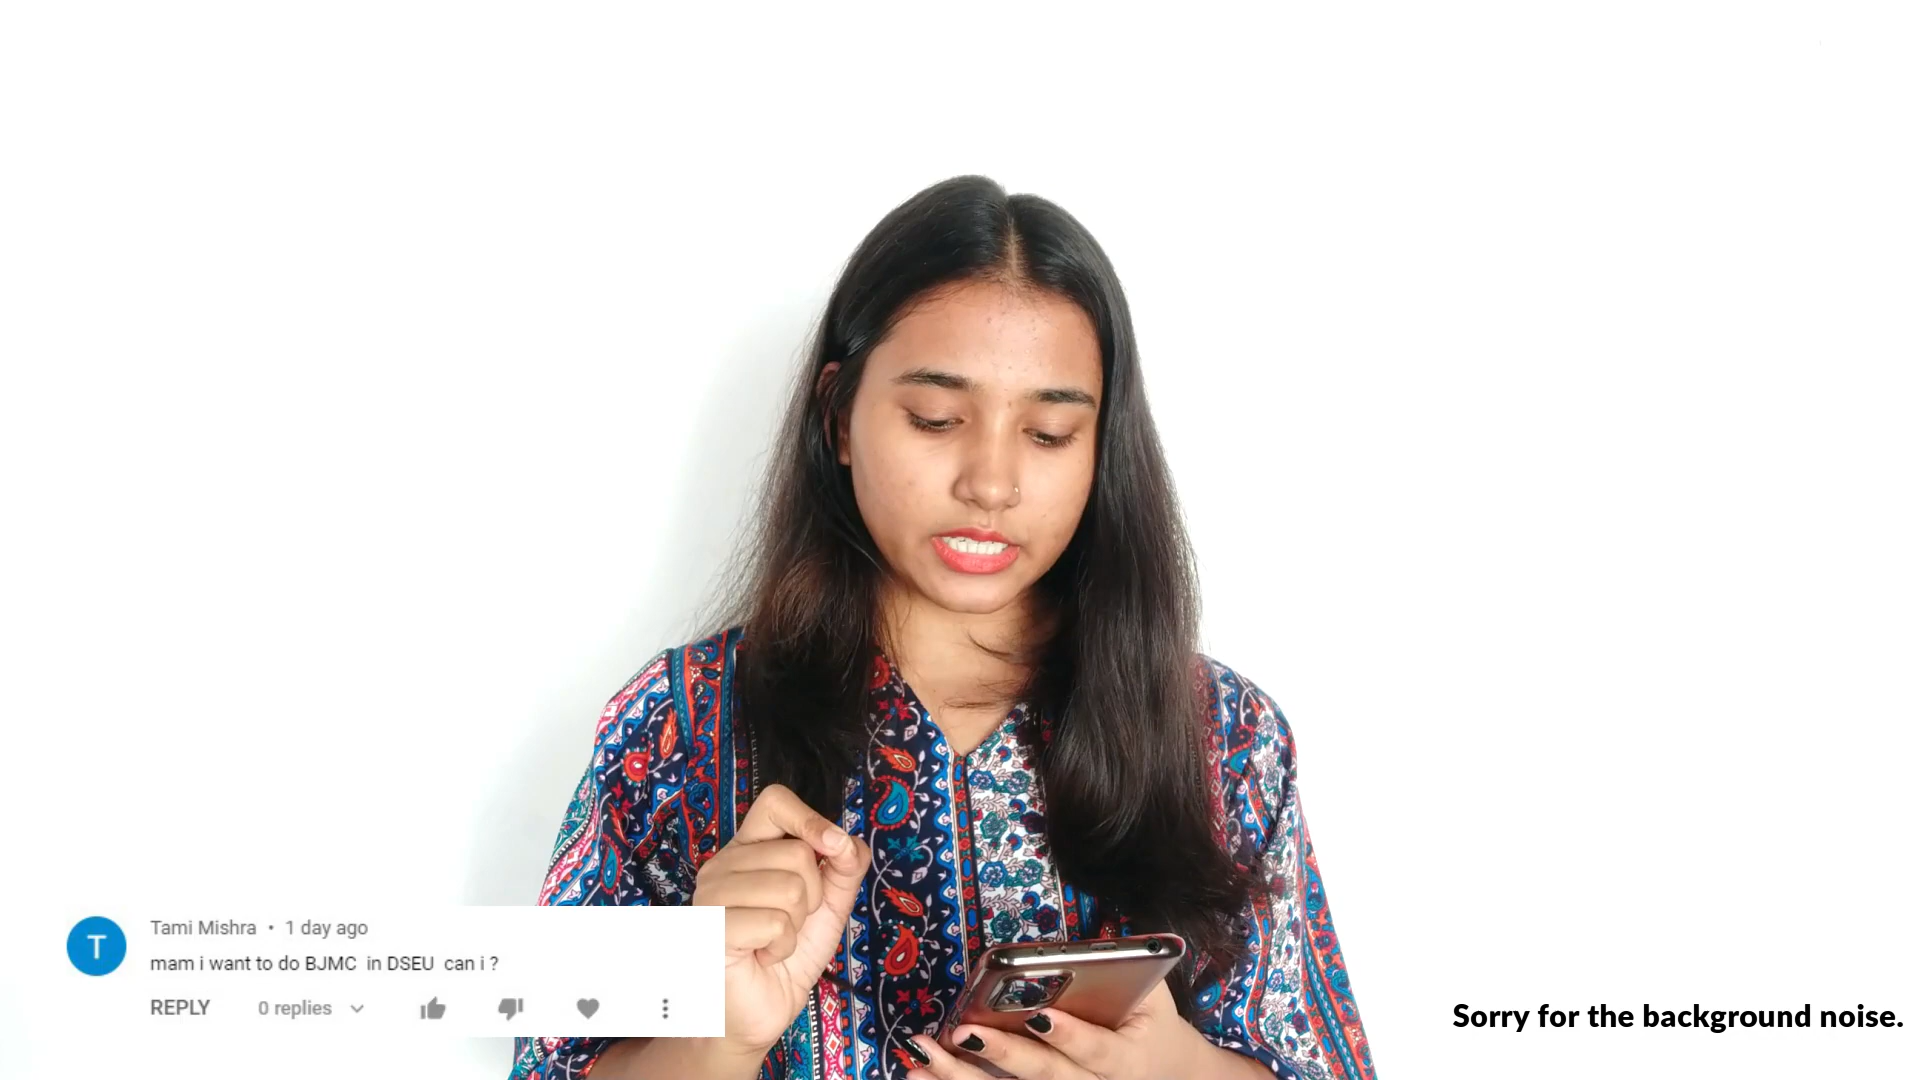 T
Tami Mishra • 1 day ago
mam i want to do BJMC in DSEU can i ?
REPLY 0 replies
Sorry for the background noise.